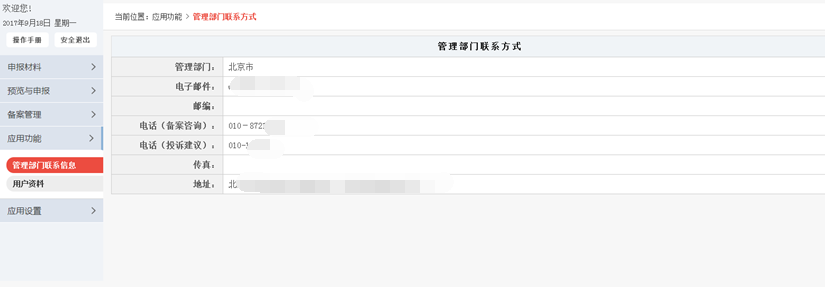 欢迎您!
2017年9月18日 星期一
操作手册 安全退出
申报材料
预览与申报
备案管理
应用功能
管理部门联系信息
用户资料
应用设置
当前位置: 应用功能 > 管理部门联系方式
管理部门联系方式
管理部门: 北京市
电子邮件:
邮编:
电话(备案咨询): 010-872
电话(投诉建议): 010-
传真:
地址: 北